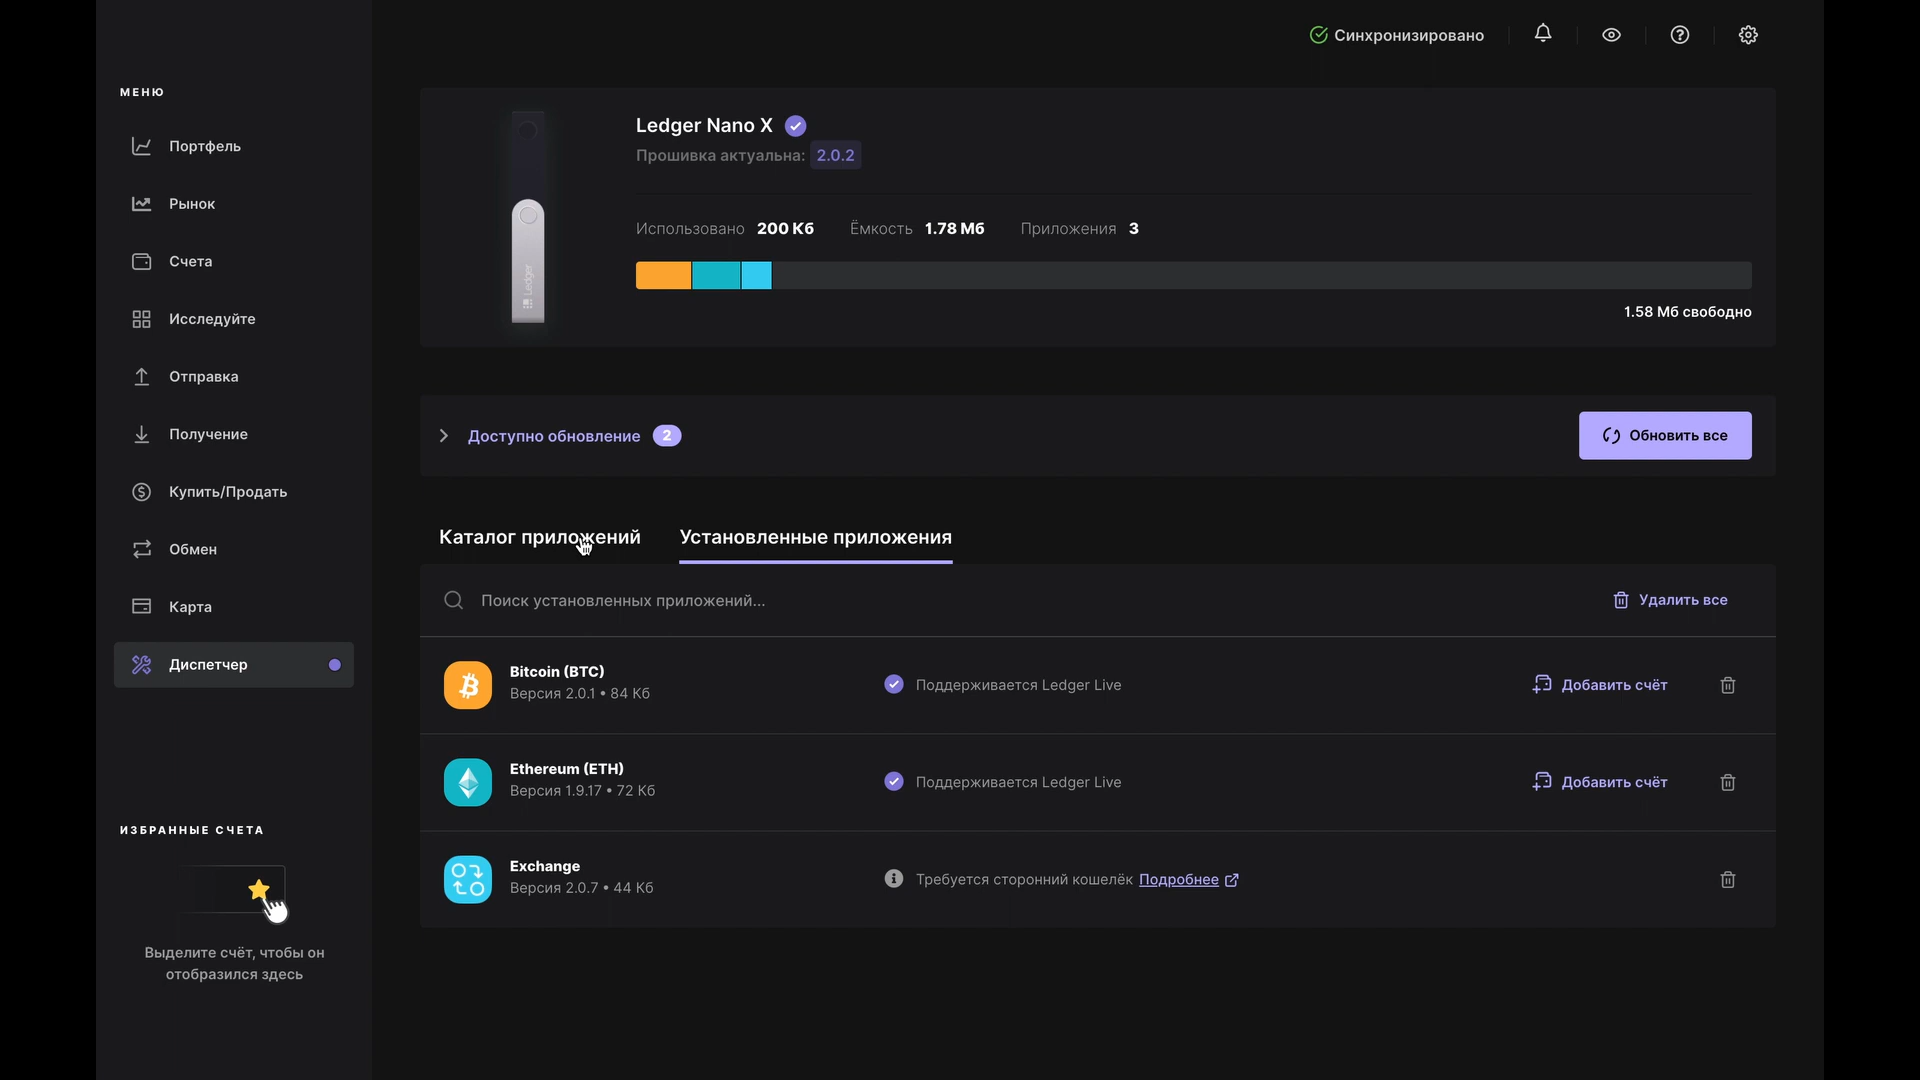 Синхронизировано
МЕНЮ
Портфель
Рынок
Счета
Исследуйте
Отправка
Получение
Купить/Продать
Обмен
Карта
Диспетчер
ИЗБРАННЫЕ СЧЕТА
Выделите счёт, чтобы он
отобразился здесь
Ledger
Ledger Nano X
Прошивка актуальна: 2.0.2
Использовано 200 Кб Ёмкость 1.78 Мб Приложения 3
1.58 Мб свободно
Доступно обновление 2
Обновить все
Каталог приложений Установленные приложения
Поиск установленных приложений...
Удалить все
Bitcoin (BTC)
Версия 2.0.1 • 84 Кб
Поддерживается Ledger Live
Добавить счёт
Ethereum (ETH)
Версия 1.9.17 • 72 Кб
Поддерживается Ledger Live
Добавить счёт
Exchange
Версия 2.0.7 • 44 Кб
Требуется сторонний кошелёк Подробнее